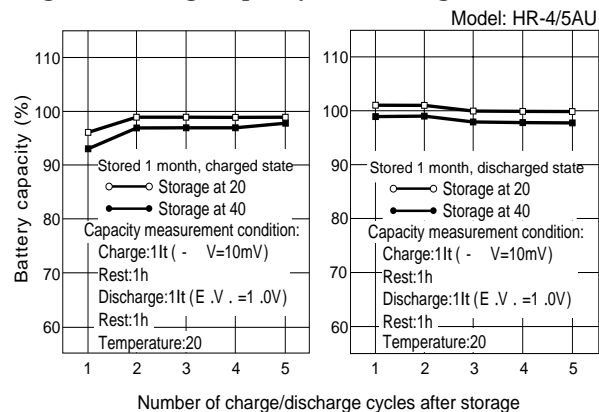 Model: HR-4/5AU
Battery capacity (%)
110
100
90
80
70
60
Stored 1 month, charged state
Storage at 20
Storage at 40
Capacity measurement condition:
Charge:1It ( - V=10mV)
Rest:1h
Discharge:1It (E .V . =1 .0V)
Rest:1h
Temperature:20
1 2 3 4 5
110
100
90
80
70
60
Stored 1 month, discharged state
Storage at 20
Storage at 40
Capacity measurement condition:
Charge:1It ( - V=10mV)
Rest:1h
Discharge:1It (E .V . =1 .0V)
Rest:1h
Temperature:20
1 2 3 4 5
Number of charge/discharge cycles after storage